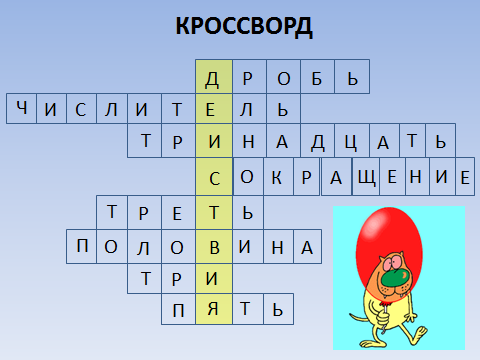 КРОССВОРД
ДРОБЬ
ЧИСЛИТЕЛЬ
ТРИНАДЦАТЬ
СОКРАЩЕНИЕ
ТРЕТЬ
ПОЛОВИНА
ТРИ
ПЯТЬ